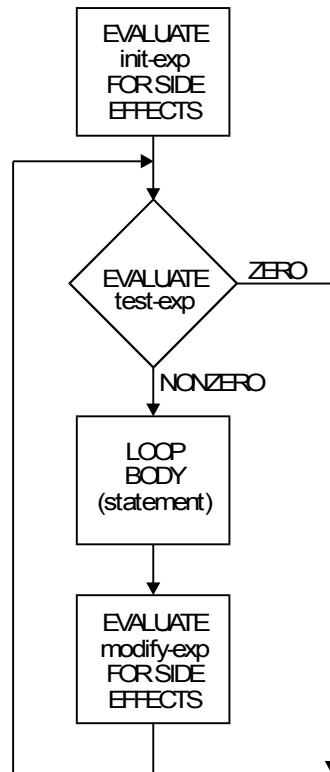 EVALUATE
init-exp
FOR SIDE
EFFECTS
EVALUATE
test-exp
ZERO
NONZERO
LOOP
BODY
(statement)
EVALUATE
modify-exp
FOR SIDE
EFFECTS